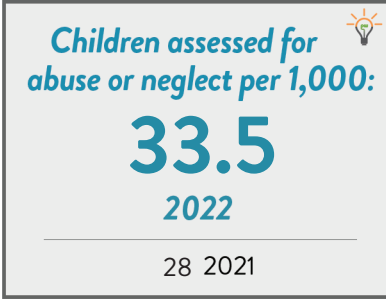 Children assessed for
abuse or neglect per 1,000:
33.5
2022
28 2021